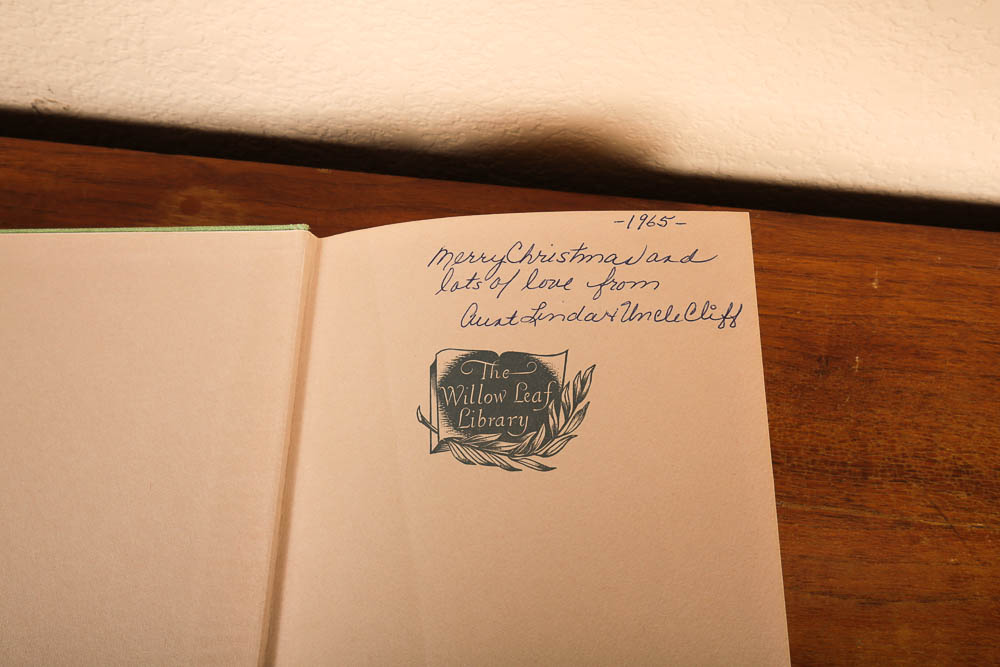 -1965-
Merry Christmas and
lots of love from
Aunt Linda & Uncle Cliff
The
Willow Leaf
Library